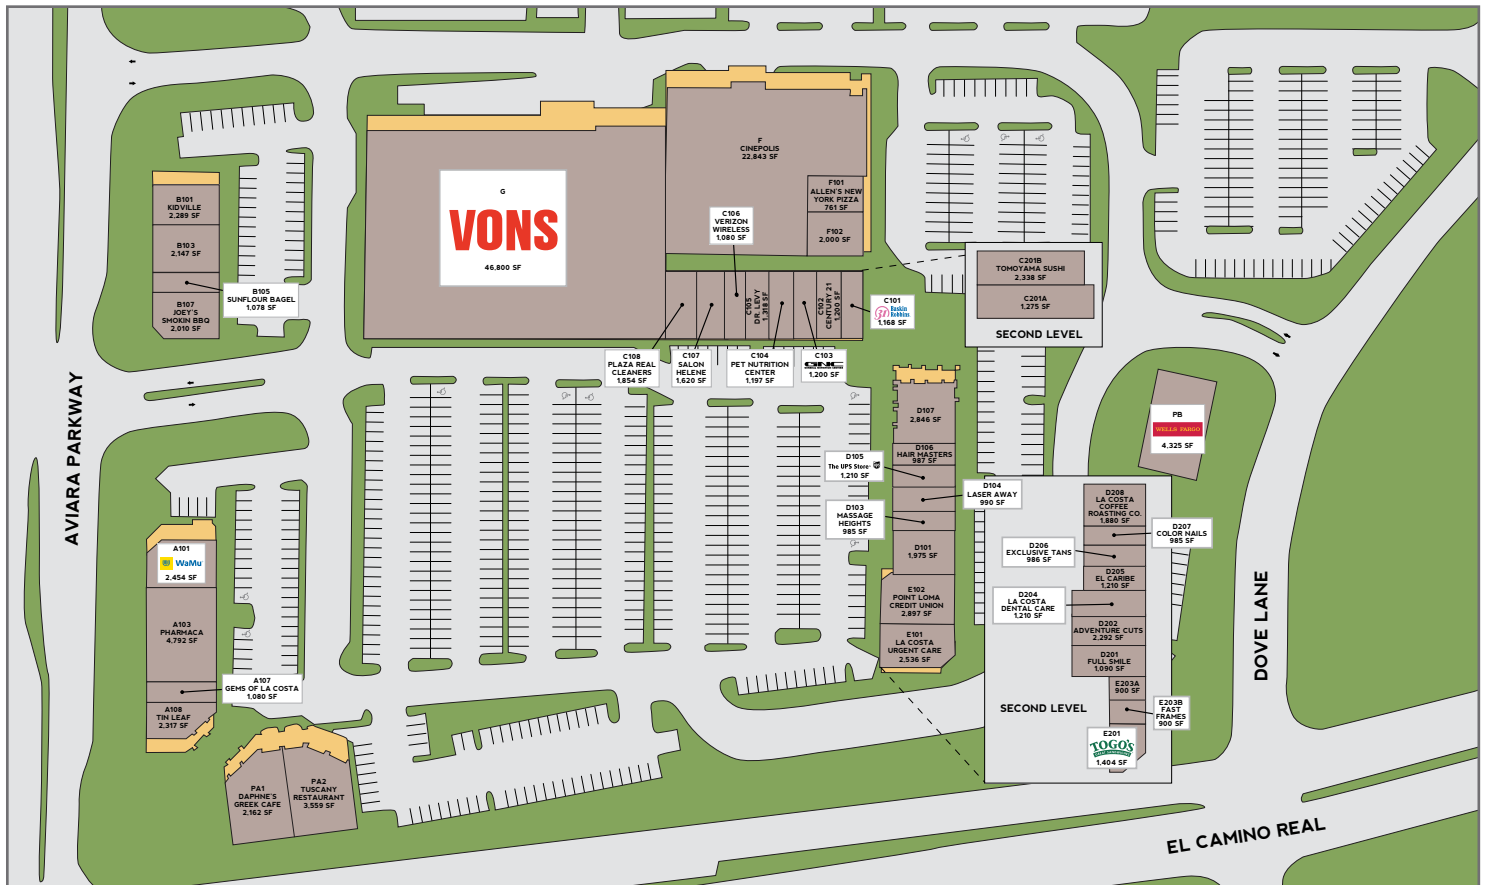 F
CINEPOLIS
22,843 SF
F101
ALLEN'S NEW
YORK PIZZA
761 SF
F102
2,000 SF
G
VONS
46,800 SF
B101
KIDVILLE
2,289 SF
B103
2,147 SF
B105
SUNFLOUR BAGEL
1,078 SF
B107
JOEY'S
SMOKIN BBQ
2,010 SF
C106
VERIZON
WIRELESS
1,080 SF
C105
DR. LEVY
1,318 SF
C102
CENTURY 21
1,200 SF
C101
31
Baskin
Robbins
1,168 SF
C108
PLAZA REAL
CLEANERS
1,854 SF
C107
SALON
HELENE
1,620 SF
C104
PET NUTRITION
CENTER
1,197 SF
C103
GNC
1,200 SF
C201B
TOMOYAMA SUSHI
2,338 SF
C201A
1,275 SF
SECOND LEVEL
AVIARA PARKWAY
PB
WELLS FARGO
4,325 SF
D107
2,846 SF
D106
HAIR MASTERS
987 SF
D105
The UPS Store
1,210 SF
D104
LASER AWAY
990 SF
D103
MASSAGE
HEIGHTS
985 SF
D101
1,975 SF
E102
POINT LOMA
CREDIT UNION
2,897 SF
E101
LA COSTA
URGENT CARE
2,536 SF
D208
LA COSTA
COFFEE
ROASTING CO.
1,880 SF
D207
COLOR NAILS
985 SF
D206
EXCLUSIVE TANS
986 SF
D205
EL CARIBE
1,210 SF
D204
LA COSTA
DENTAL CARE
1,210 SF
D202
ADVENTURE CUTS
2,292 SF
D201
FULL SMILE
1,090 SF
E203A
900 SF
E203B
FAST
FRAMES
900 SF
SECOND LEVEL
E201
TOGO'S
1,404 SF
DOVE LANE
A101
WaMu
2,454 SF
A103
PHARMACA
4,792 SF
A107
GEMS OF LA COSTA
1,080 SF
A108
TIN LEAF
2,317 SF
PA1
DAPHNE'S
GREEK CAFE
2,162 SF
PA2
TUSCANY
RESTAURANT
3,559 SF
EL CAMINO REAL